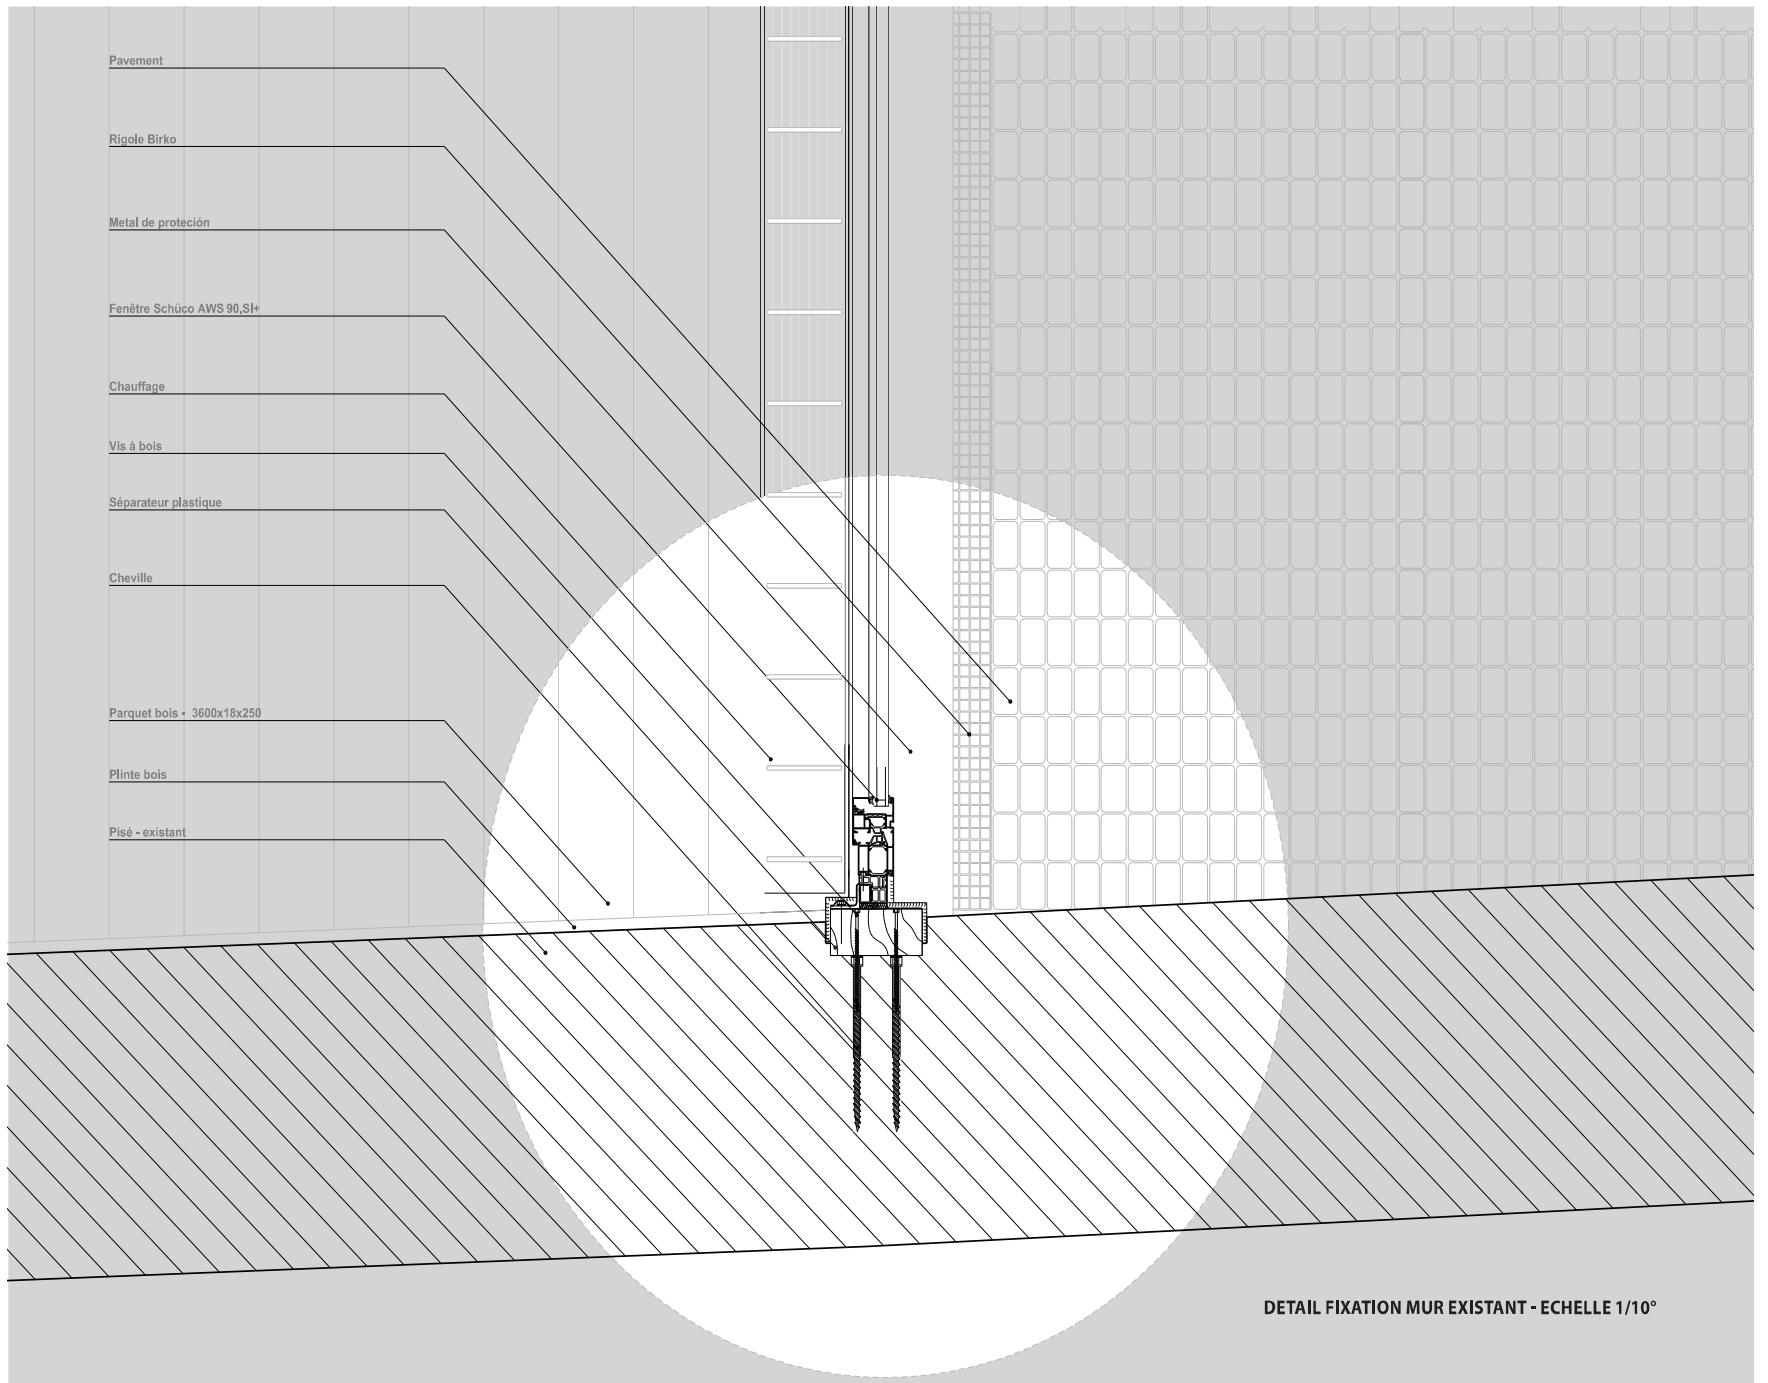 Pavement
Rigole Birko
Metal de proteción
Fenêtre Schüco AWS 90,SI+
Chauffage
Vis à bois
Séparateur plastique
Cheville
Parquet bois - 3600x18x250
Plinte bois
Pisé - existant
DETAIL FIXATION MUR EXISTANT - ECHELLE 1/10°